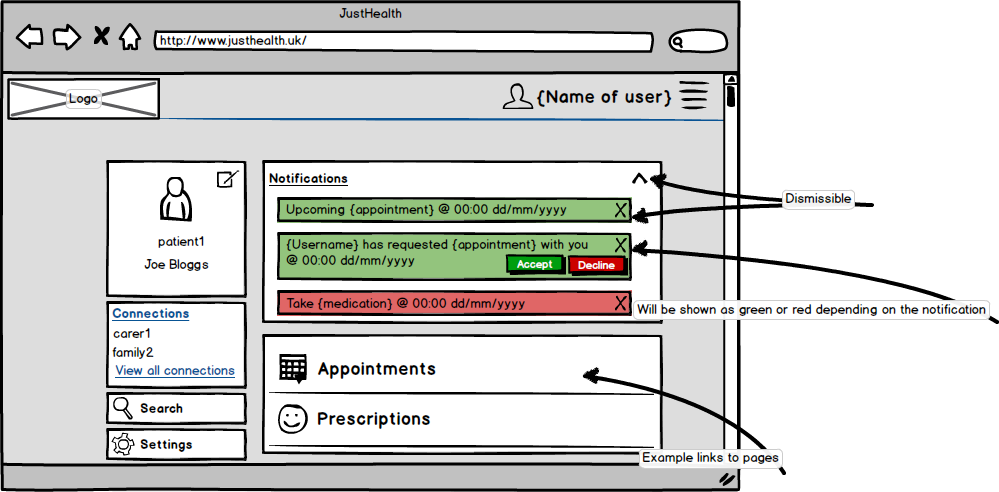 JustHealth
http://www.justhealth.uk/
Logo
{Name of user}
patient1
Joe Bloggs
Connections
carer1
family2
View all connections
Search
Settings
Notifications
Upcoming {appointment} @ 00:00 dd/mm/yyyy
X
{Username} has requested {appointment} with you
X
@ 00:00 dd/mm/yyyy
Accept
Decline
Take {medication} @ 00:00 dd/mm/yyyy
X
Appointments
Prescriptions
Dismissible
Will be shown as green or red depending on the notification
Example links to pages